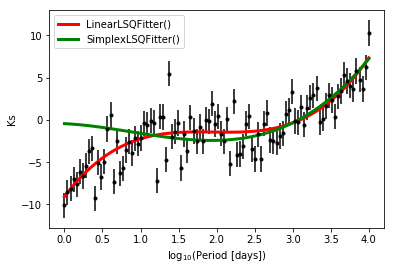 LinearLSQFitter()
SimplexLSQFitter()
10
5
0
−5
−10
Ks
0.0 0.5 1.0 1.5 2.0 2.5 3.0 3.5 4.0
log₁₀(Period [days])